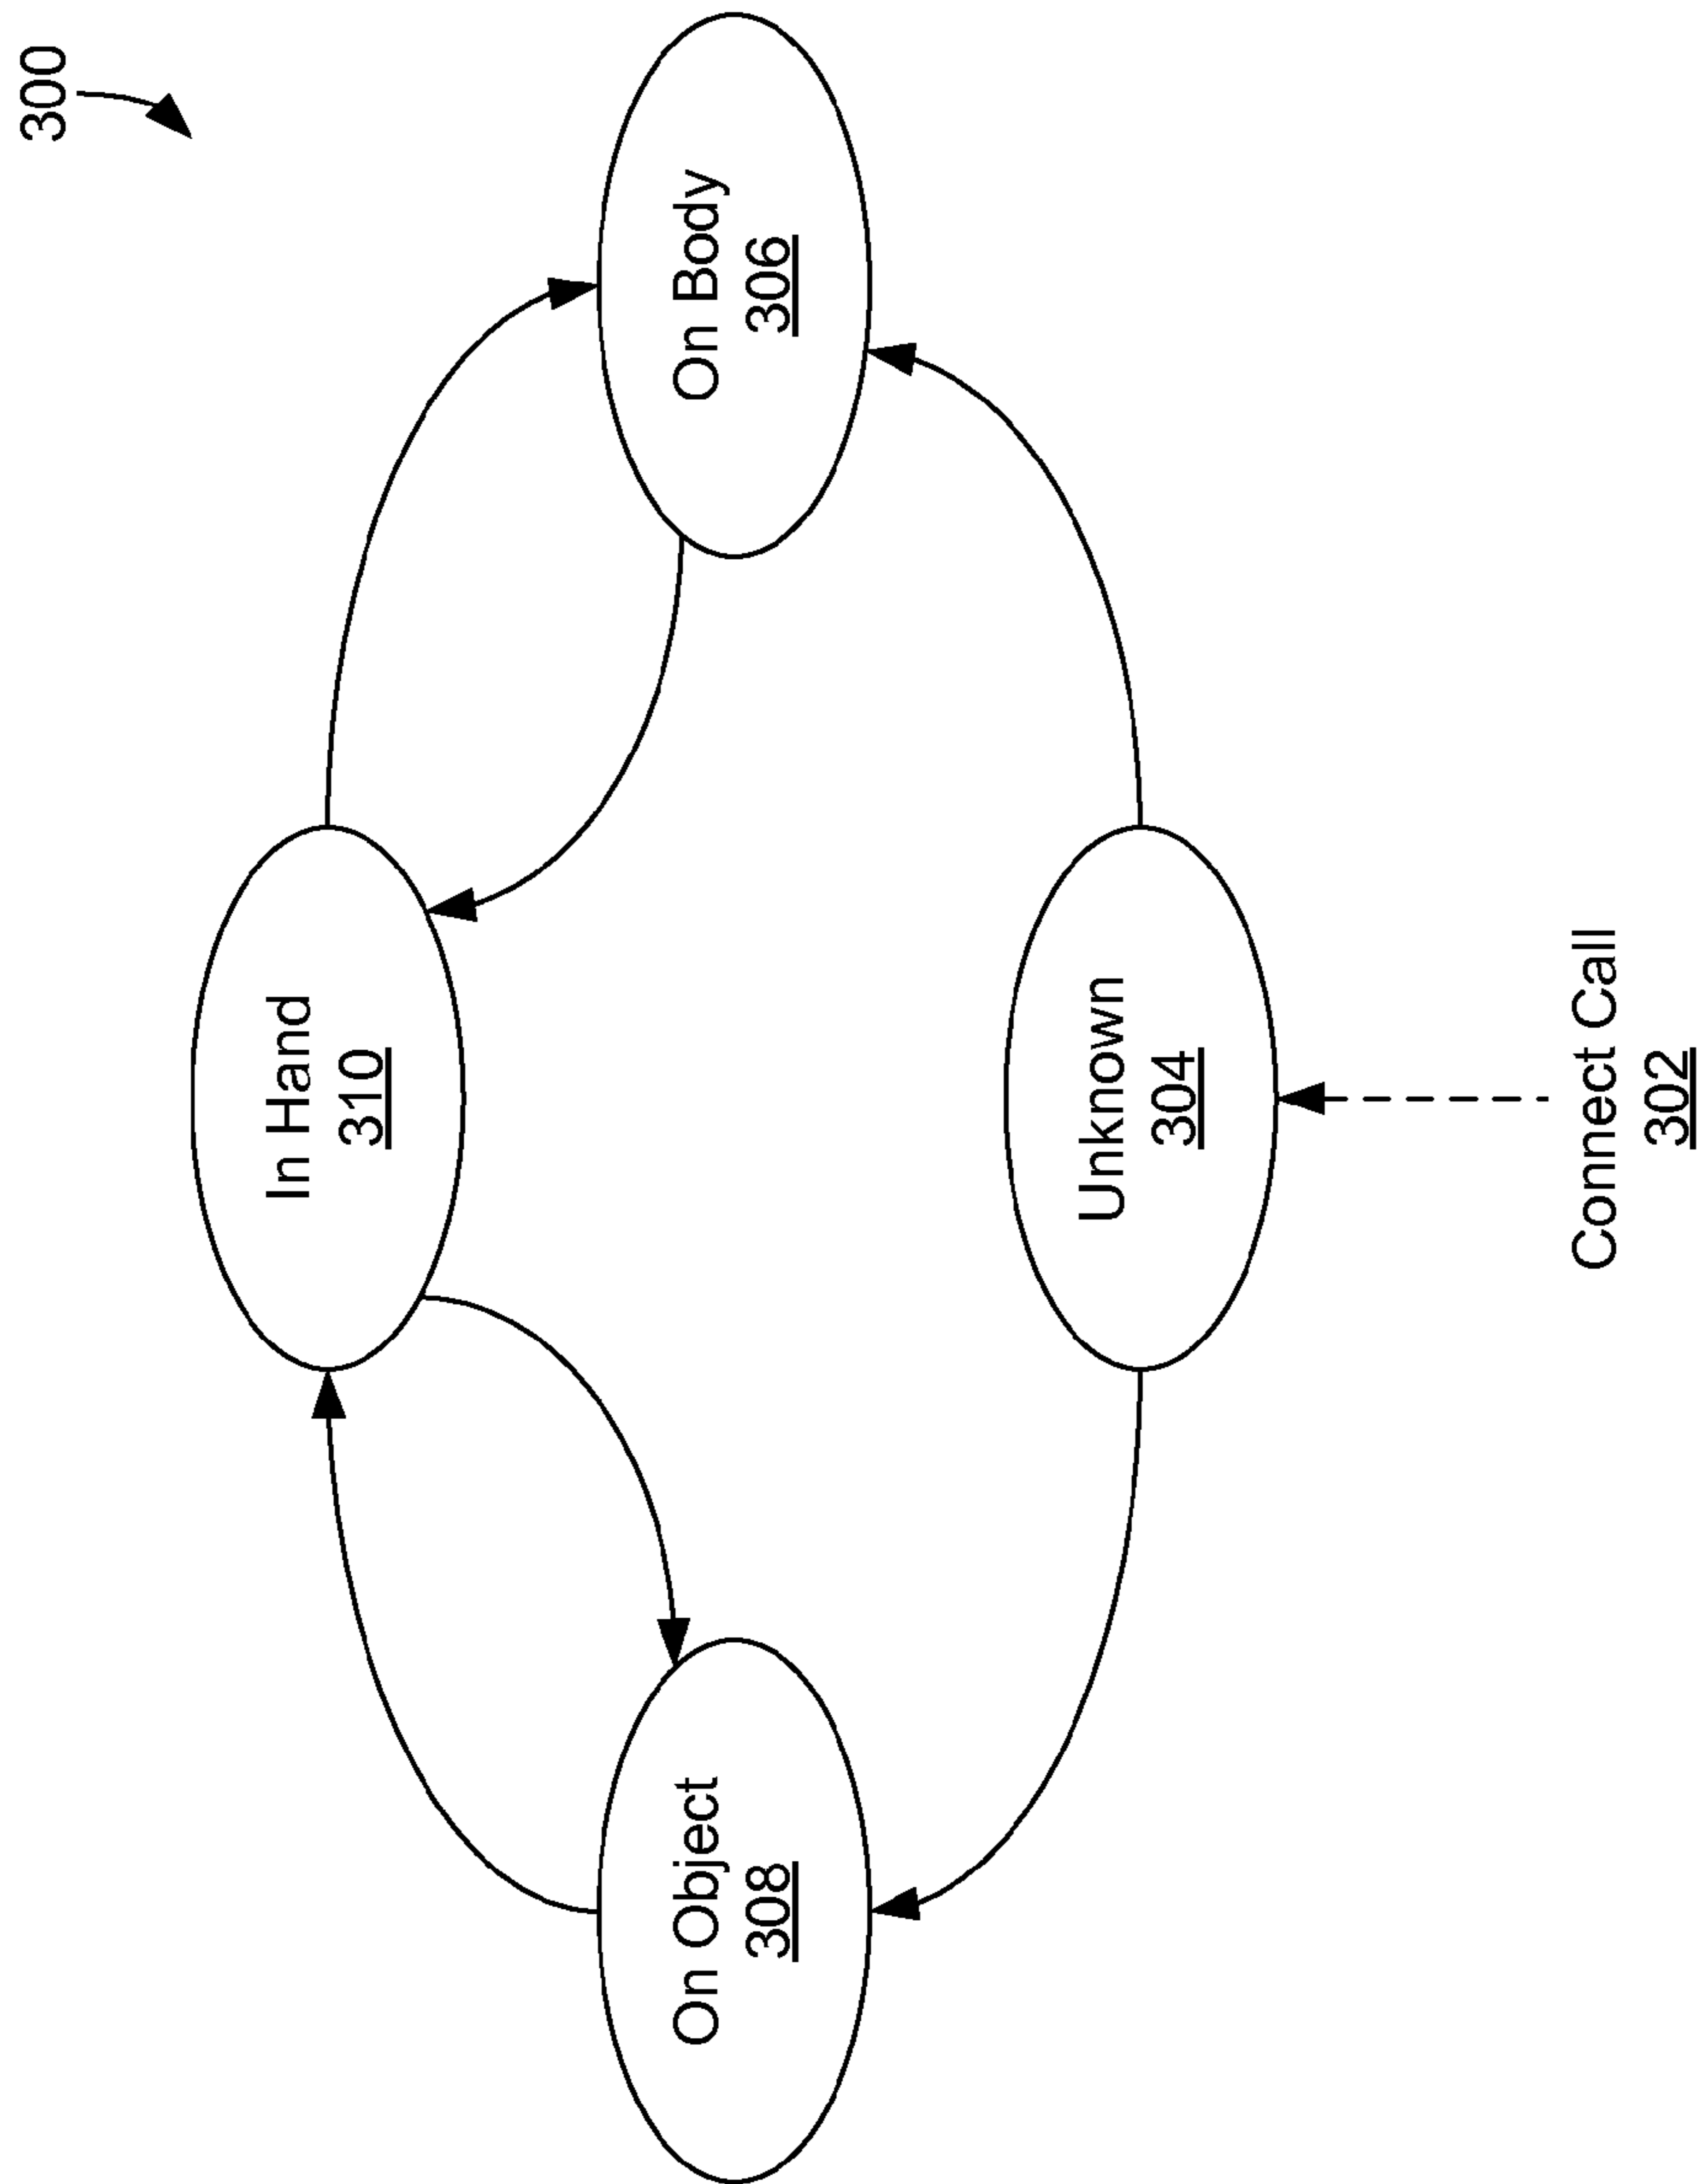 300
In Hand
310
On Object
308
On Body
306
Unknown
304
Connect Call
302